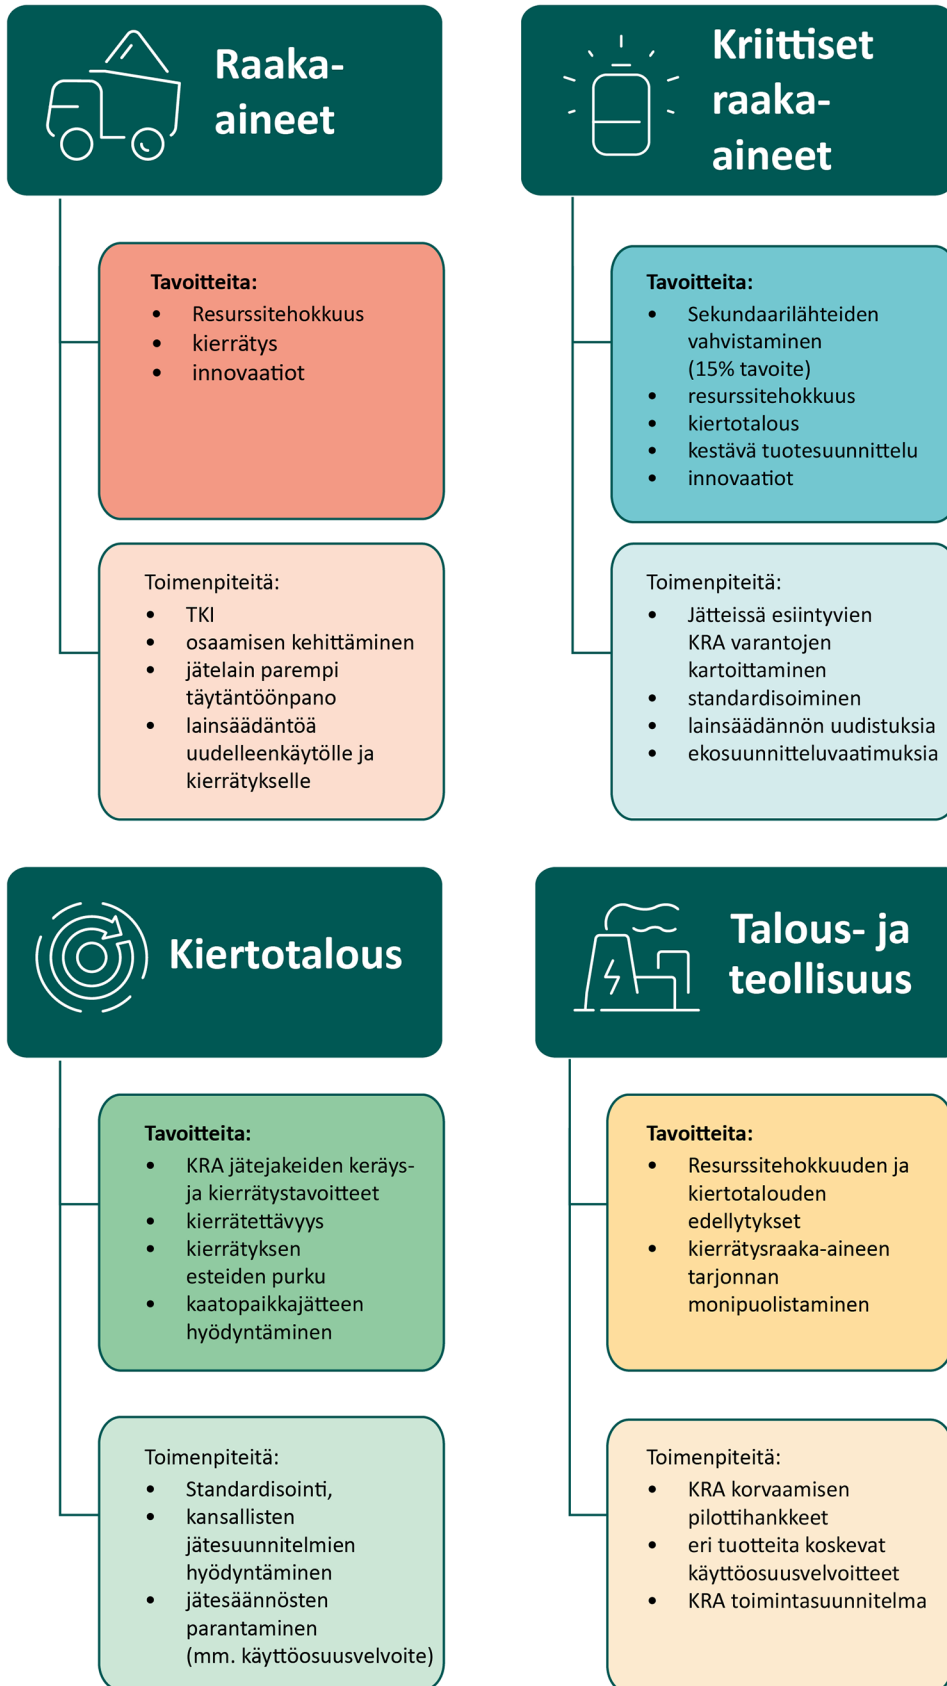 Raaka-
aineet
Tavoitteita:
• Resurssitehokkuus
• kierrätys
• innovaatiot
Toimenpiteitä:
• TKI
• osaamisen kehittäminen
• jätelain parempi
täytäntöönpano
• lainsäädäntöä
uudelleenkäytölle ja
kierrätykselle
Kriittiset
raaka-
aineet
Tavoitteita:
• Sekundaarilähteiden
vahvistaminen
(15% tavoite)
• resurssitehokkuus
• kiertotalous
• kestävä tuotesuunnittelu
• innovaatiot
Toimenpiteitä:
• Jätteissä esiintyvien
KRA varantojen
kartoittaminen
• standardisoiminen
• lainsäädännön uudistuksia
• ekosuunnitteluvaatimuksia
Kiertotalous
Tavoitteita:
• KRA jätejakeiden keräys-
ja kierrätystavoitteet
• kierrätettävyys
• kierrätyksen
esteiden purku
• kaatopaikkajätteen
hyödyntäminen
Toimenpiteitä:
• Standardisointi,
• kansallisten
jätesuunnitelmien
hyödyntäminen
• jätesäännösten
parantaminen
(mm. käyttöosuusvelvoite)
Talous- ja
teollisuus
Tavoitteita:
• Resurssitehokkuuden ja
kiertotalouden
edellytykset
• kierrätysraaka-aineen
tarjonnan
monipuolistaminen
Toimenpiteitä:
• KRA korvaamisen
pilottihankkeet
• eri tuotteita koskevat
käyttöosuusvelvoitteet
• KRA toimintasuunnitelma